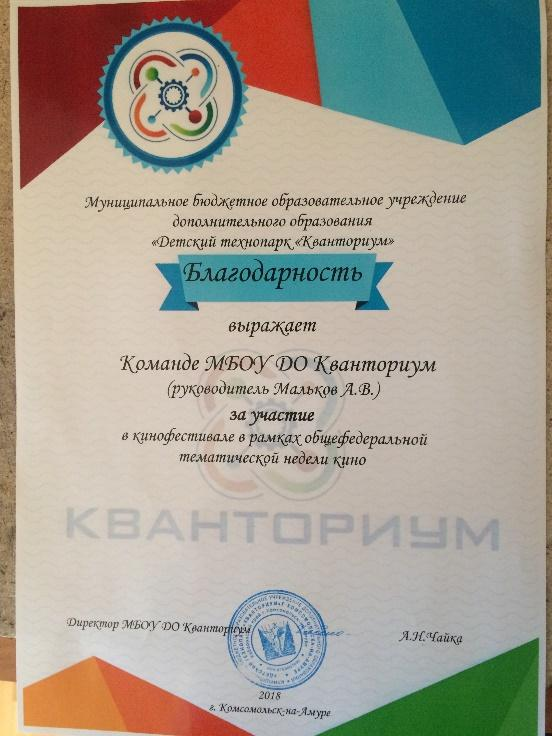 Муниципальное бюджетное образовательное учреждение
дополнительного образования
«Детский технопарк «Кванториум»
Благодарность
выражает
Команде МБОУ ДО Кванториум
(руководитель Мальков А.В.)
за участие
в кинофестивале в рамках общефедеральной
тематической недели кино
КВАНТОРИУМ
Директор МБОУ ДО Кванториум
А.Н.Чайка
2018
г. Комсомольск-на-Амуре